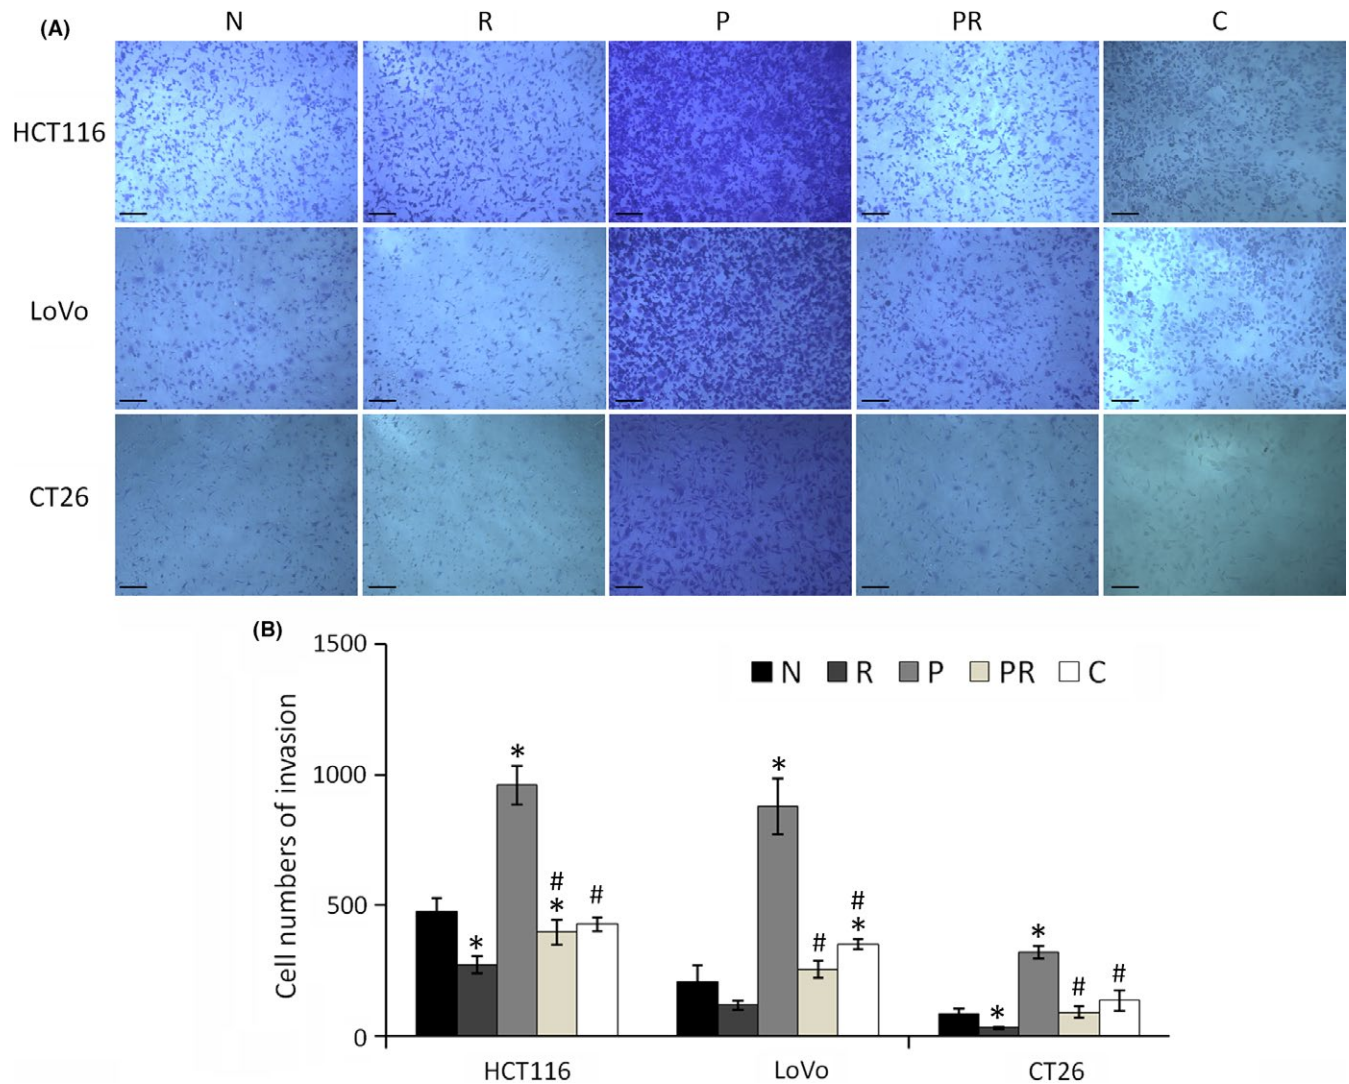 (A) N R P PR C
HCT116
LoVo
CT26
(B)
1500
N R P PR C
1000
500
0
Cell numbers of invasion
*
*
# *
#
*
#
# *
*
*
#
#
HCT116 LoVo CT26